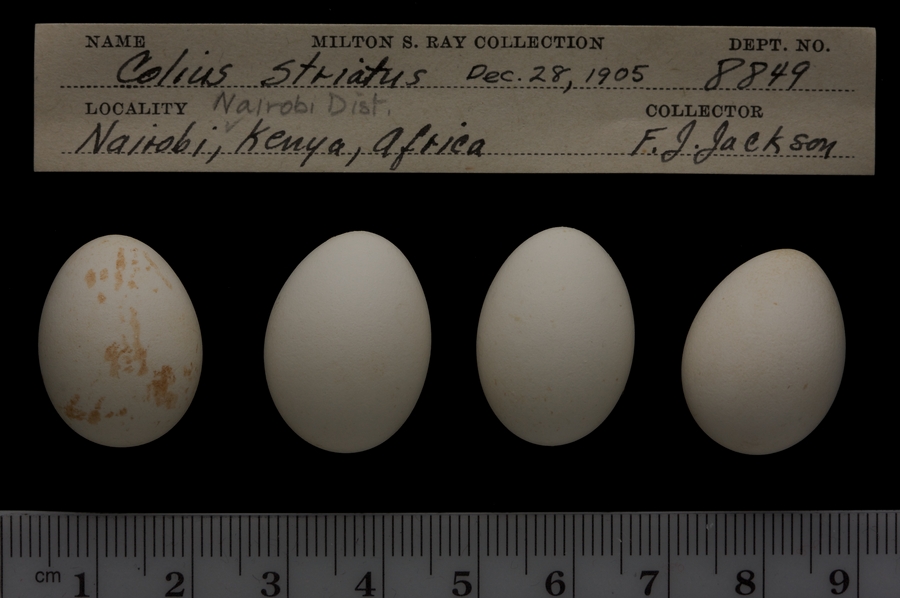 NAME MILTON S. RAY COLLECTION DEPT. NO.
Colius striatus Dec. 28, 1905 8849
LOCALITY Nairobi Dist. COLLECTOR
Nairobi, Kenya, Africa F. J. Jackson
cm 1 2 3 4 5 6 7 8 9